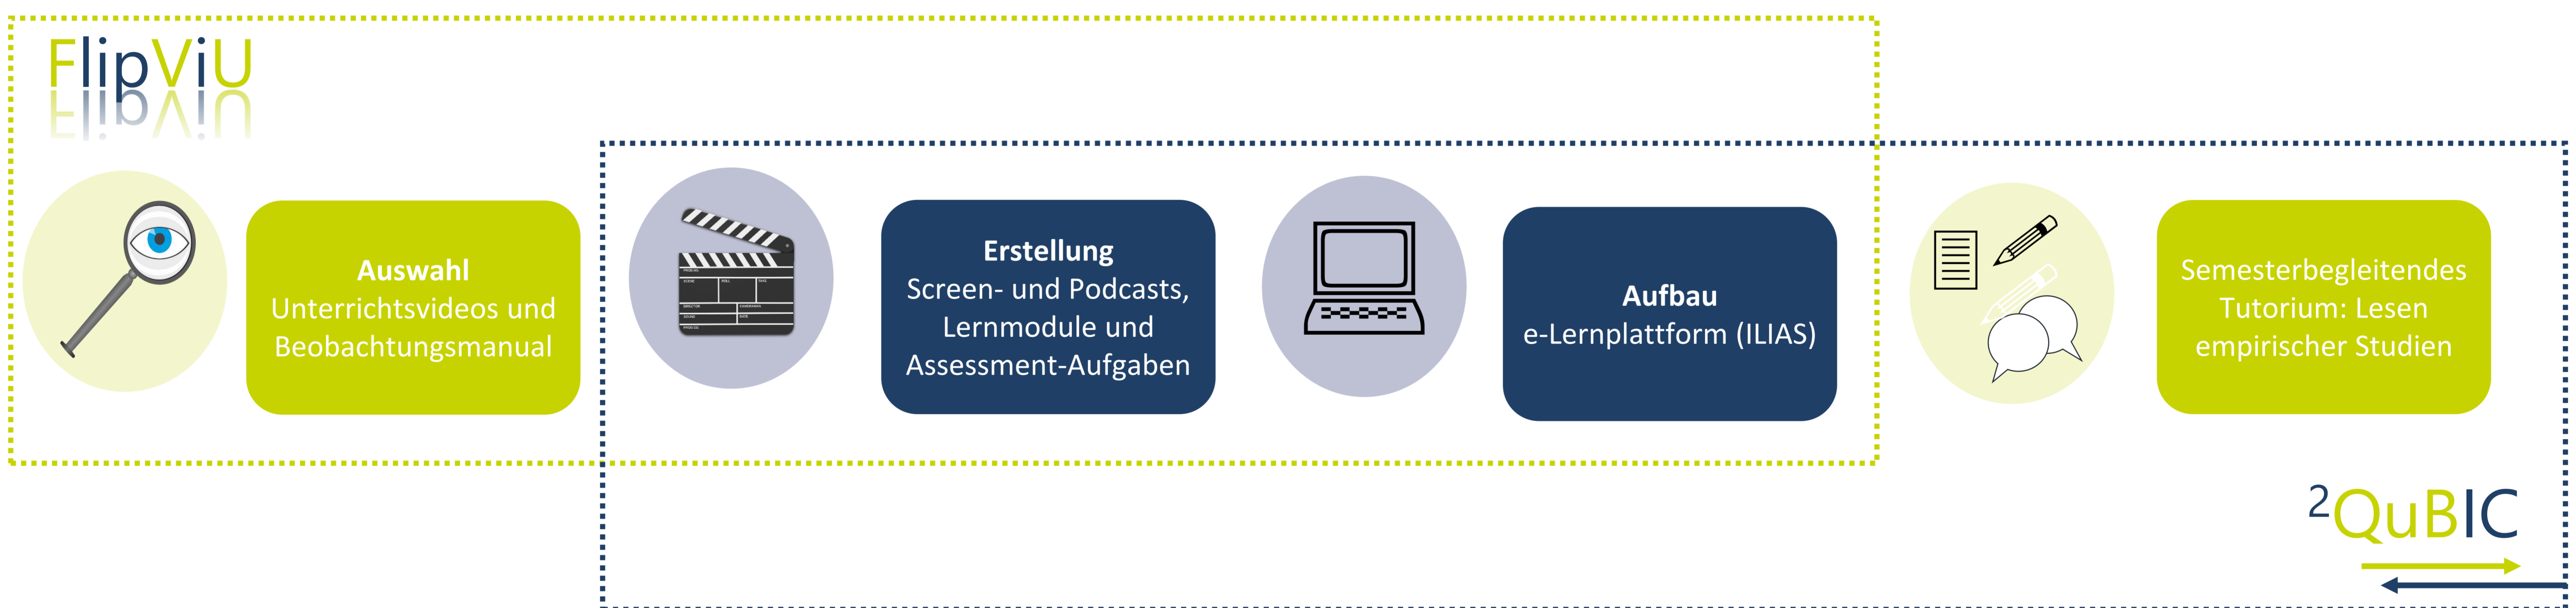 FlipViU
Auswahl
Unterrichtsvideos und
Beobachtungsmanual
Erstellung
Screen- und Podcasts,
Lernmodule und
Assessment-Aufgaben
Aufbau
e-Lernplattform (ILIAS)
Semesterbegleitendes
Tutorium: Lesen
empirischer Studien
²QuBIC